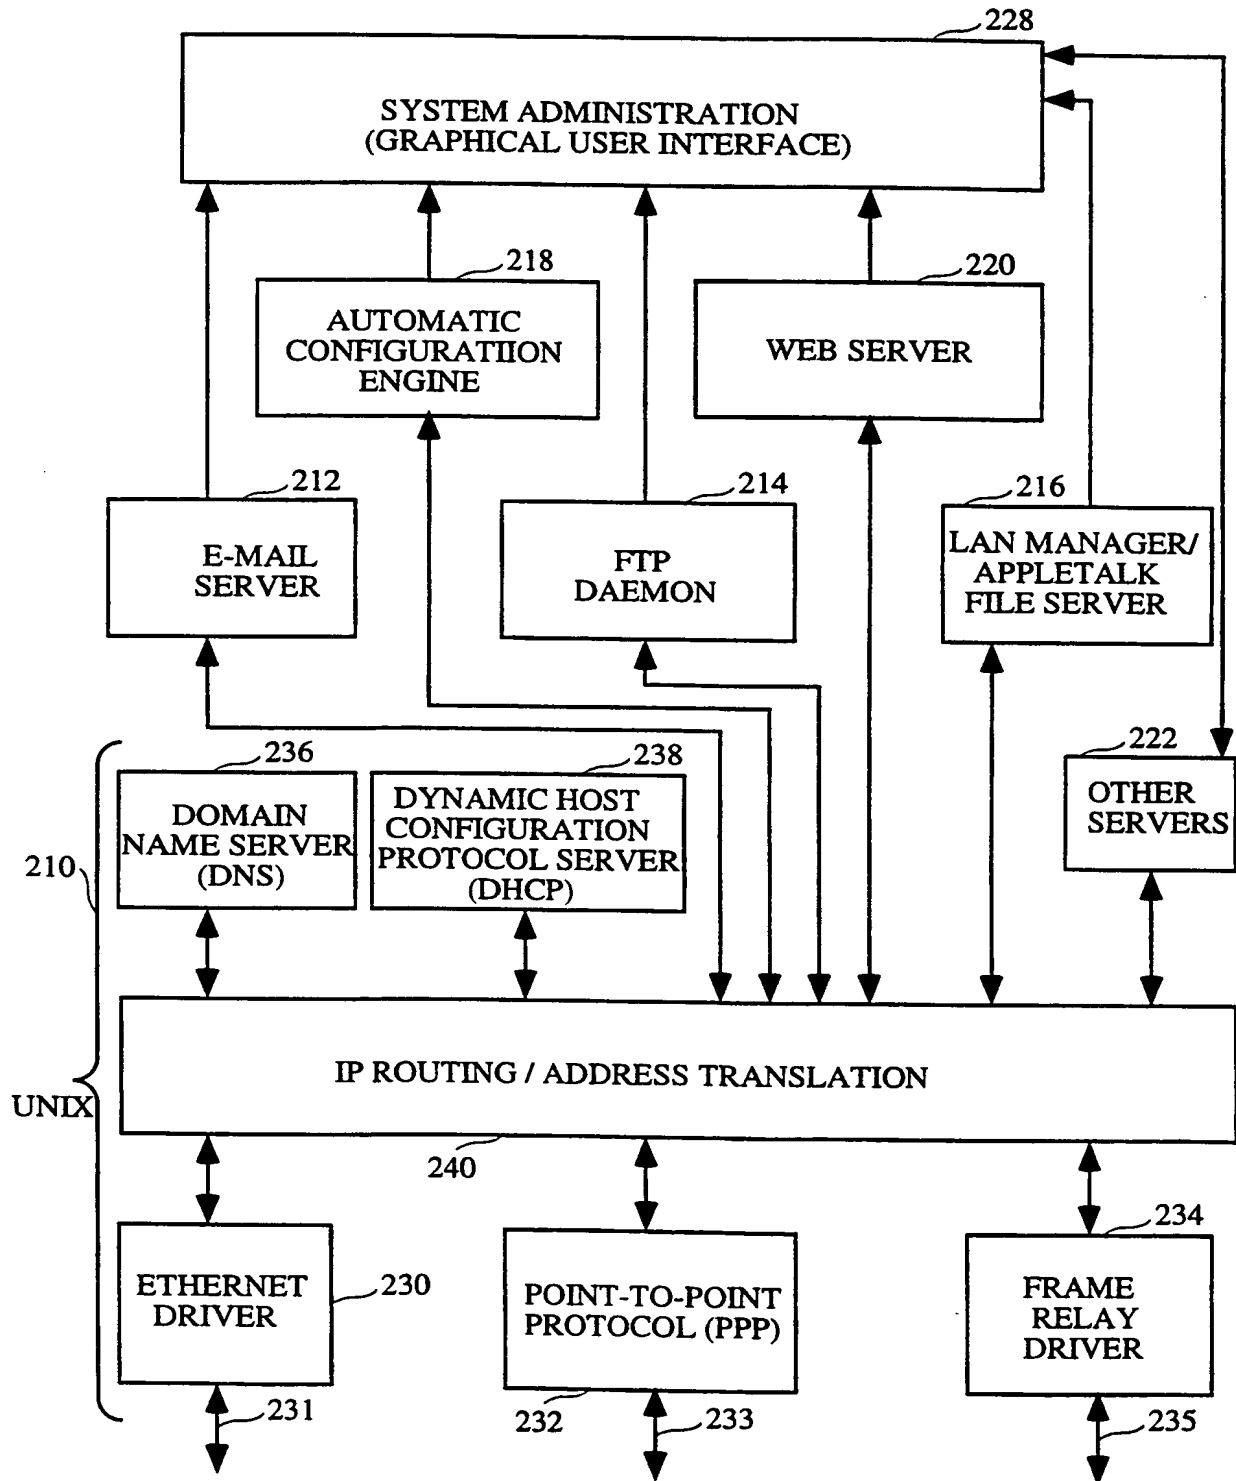 228
SYSTEM ADMINISTRATION
(GRAPHICAL USER INTERFACE)
218
AUTOMATIC
CONFIGURATIION
ENGINE
220
WEB SERVER
212
E-MAIL
SERVER
214
FTP
DAEMON
216
LAN MANAGER/
APPLETALK
FILE SERVER
236
DOMAIN
NAME SERVER
(DNS)
238
DYNAMIC HOST
CONFIGURATION
PROTOCOL SERVER
(DHCP)
222
OTHER
SERVERS
210
UNIX
IP ROUTING / ADDRESS TRANSLATION
240
ETHERNET
DRIVER
230
POINT-TO-POINT
PROTOCOL (PPP)
234
FRAME
RELAY
DRIVER
231
232
233
235